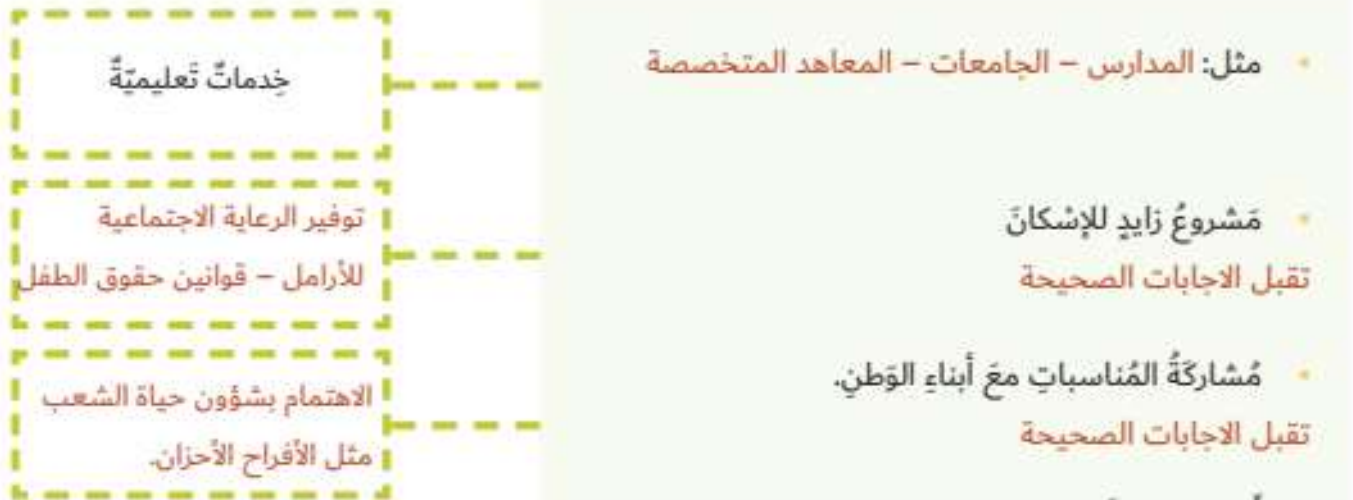 مثل: المدارس – الجامعات – المعاهد المتخصصة
خِدماتٌ تَعليميّةٌ
مَشروعُ زايدٍ للإسْكانَ
تقبل الاجابات الصحيحة
توفير الرعاية الاجتماعية
للأرامل – قوانين حقوق الطفل
مُشاركَةُ المُناسباتِ معَ أبناءِ الوَطنِ.
تقبل الاجابات الصحيحة
الاهتمام بشؤون حياة الشعب
مثل الأفراح الأحزان.